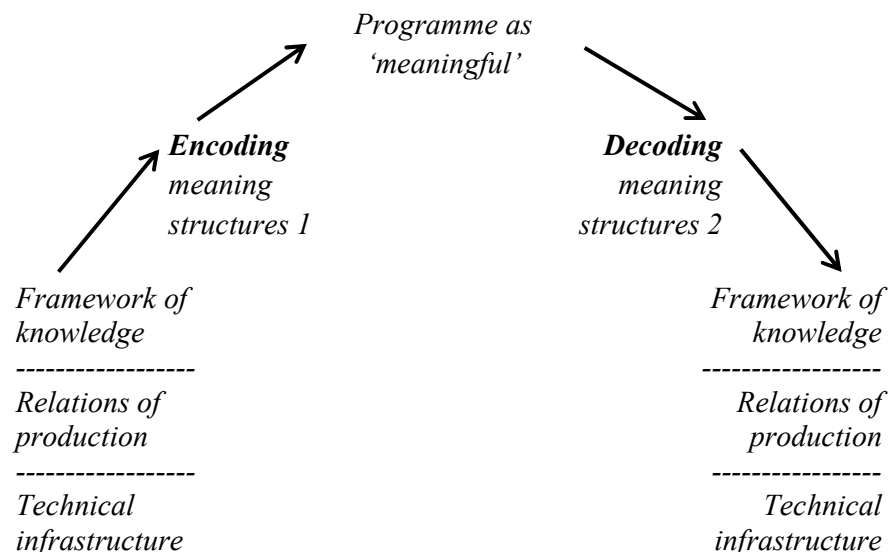 Programme as
‘meaningful’
Encoding
meaning
structures 1
Decoding
meaning
structures 2
Framework of
knowledge
------------------
Relations of
production
------------------
Technical
infrastructure
Framework of
knowledge
------------------
Relations of
production
-----------------
Technical
infrastructure